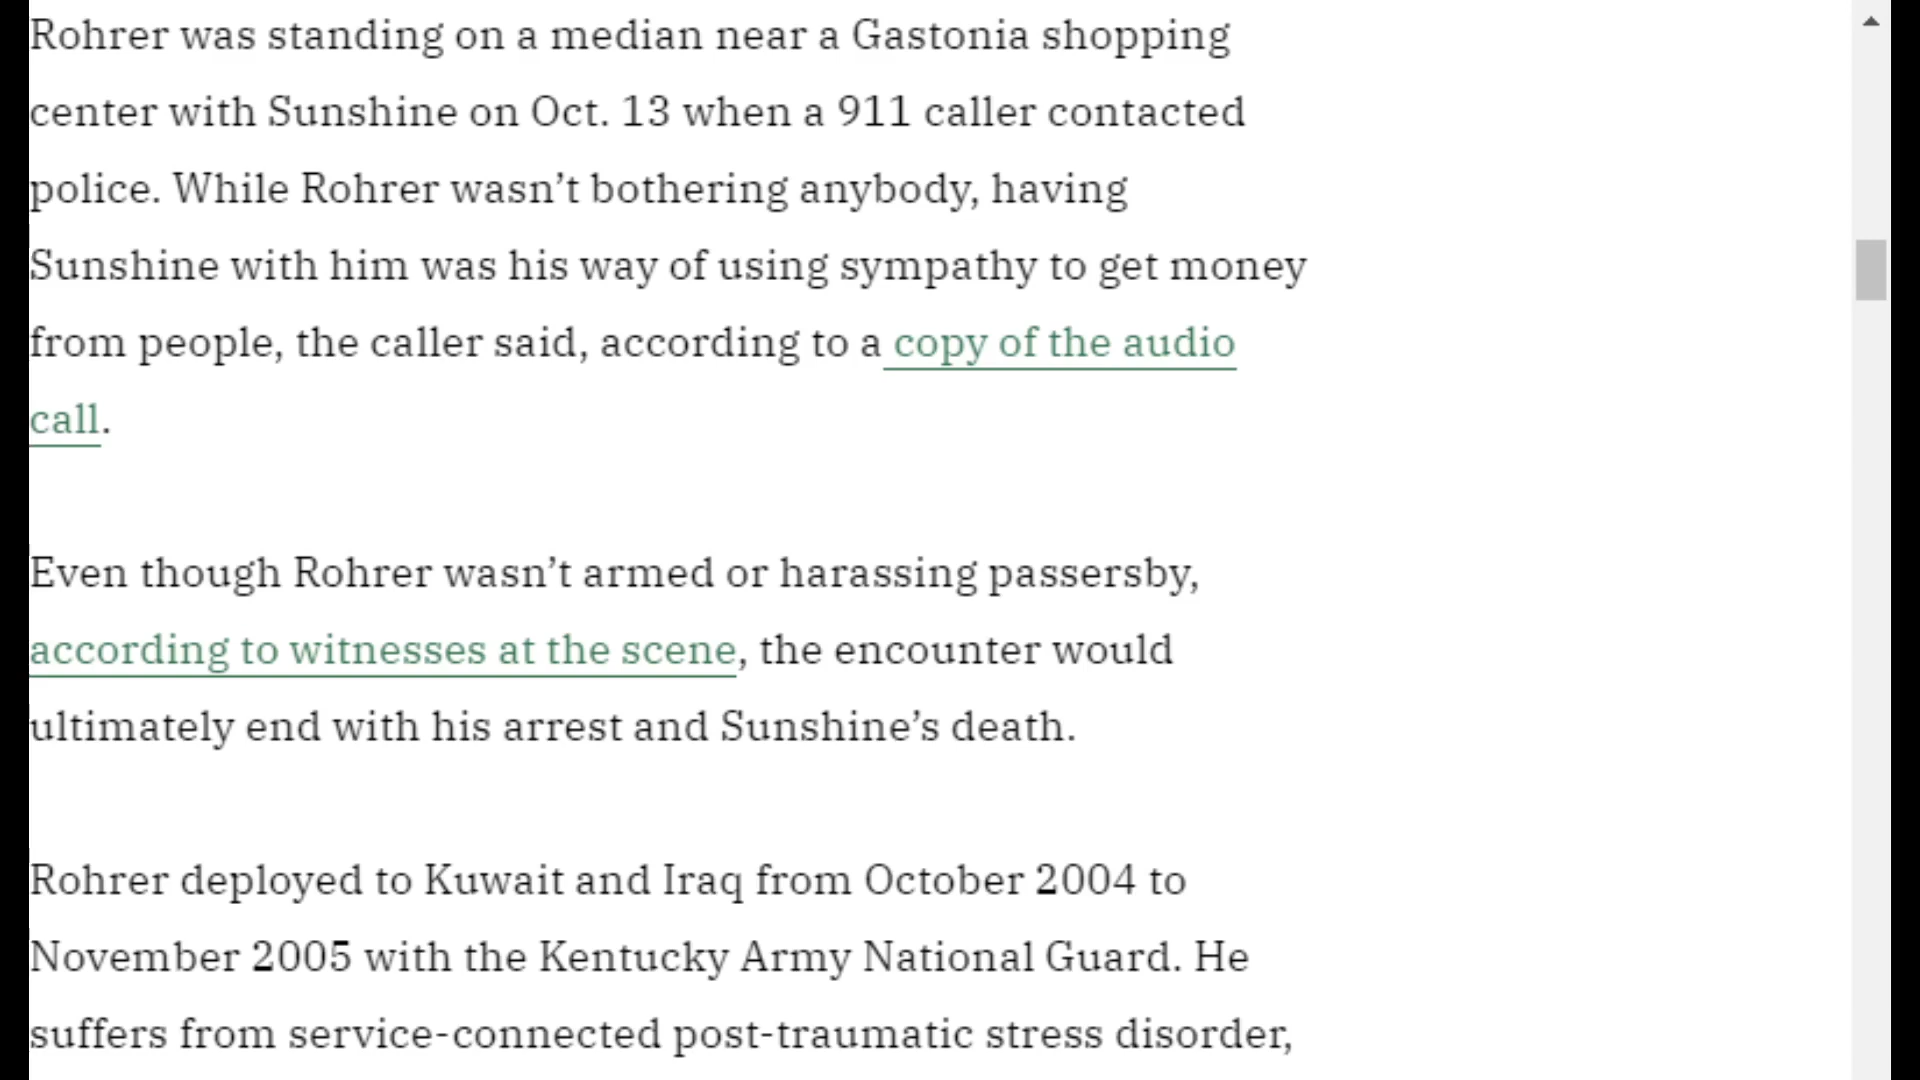 Rohrer was standing on a median near a Gastonia shopping
center with Sunshine on Oct. 13 when a 911 caller contacted
police. While Rohrer wasn’t bothering anybody, having
Sunshine with him was his way of using sympathy to get money
from people, the caller said, according to a copy of the audio
call.
Even though Rohrer wasn’t armed or harassing passersby,
according to witnesses at the scene, the encounter would
ultimately end with his arrest and Sunshine’s death.
Rohrer deployed to Kuwait and Iraq from October 2004 to
November 2005 with the Kentucky Army National Guard. He
suffers from service-connected post-traumatic stress disorder,